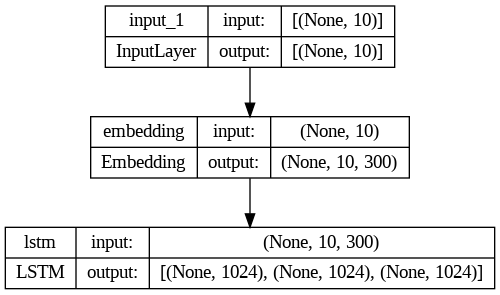 input_1 input: [(None, 10)]
InputLayer output: [(None, 10)]
embedding input: (None, 10)
Embedding output: (None, 10, 300)
lstm input: (None, 10, 300)
LSTM output: [(None, 1024), (None, 1024), (None, 1024)]